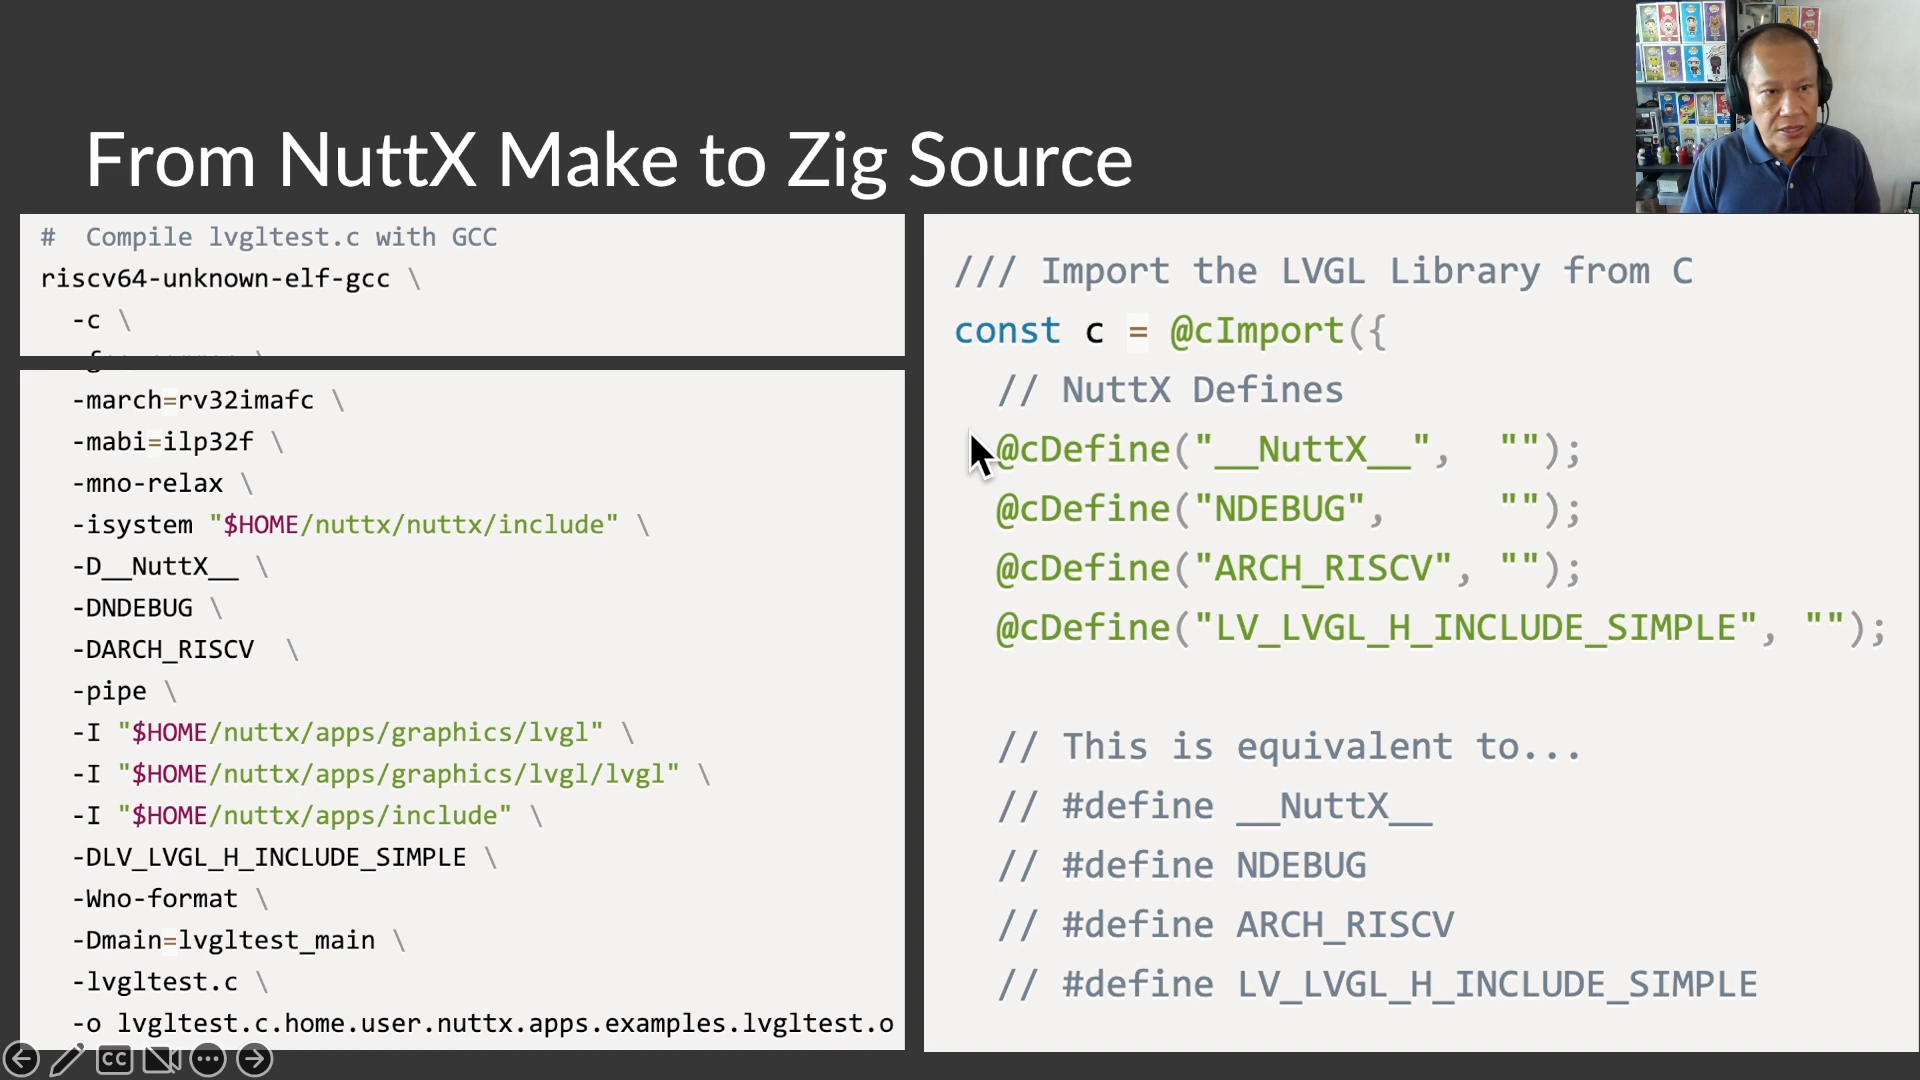 From NuttX Make to Zig Source
# Compile lvgltest.c with GCC
riscv64-unknown-elf-gcc \
-c \
-march=rv32imafc \
-mabi=ilp32f \
-mno-relax \
-isystem "$HOME/nuttx/nuttx/include" \
-D__NuttX__ \
-DNDEBUG \
-DARCH_RISCV \
-pipe \
-I "$HOME/nuttx/apps/graphics/lvgl" \
-I "$HOME/nuttx/apps/graphics/lvgl/lvgl" \
-I "$HOME/nuttx/apps/include" \
-DLV_LVGL_H_INCLUDE_SIMPLE \
-Wno-format \
-Dmain=lvgltest_main \
-lvgltest.c \
-o lvgltest.c.home.user.nuttx.apps.examples.lvgltest.o
/// Import the LVGL Library from C
const c = @cImport({
// NuttX Defines
@cDefine("__NuttX__", "");
@cDefine("NDEBUG", "");
@cDefine("ARCH_RISCV", "");
@cDefine("LV_LVGL_H_INCLUDE_SIMPLE", "");
// This is equivalent to...
// #define __NuttX__
// #define NDEBUG
// #define ARCH_RISCV
// #define LV_LVGL_H_INCLUDE_SIMPLE
CC